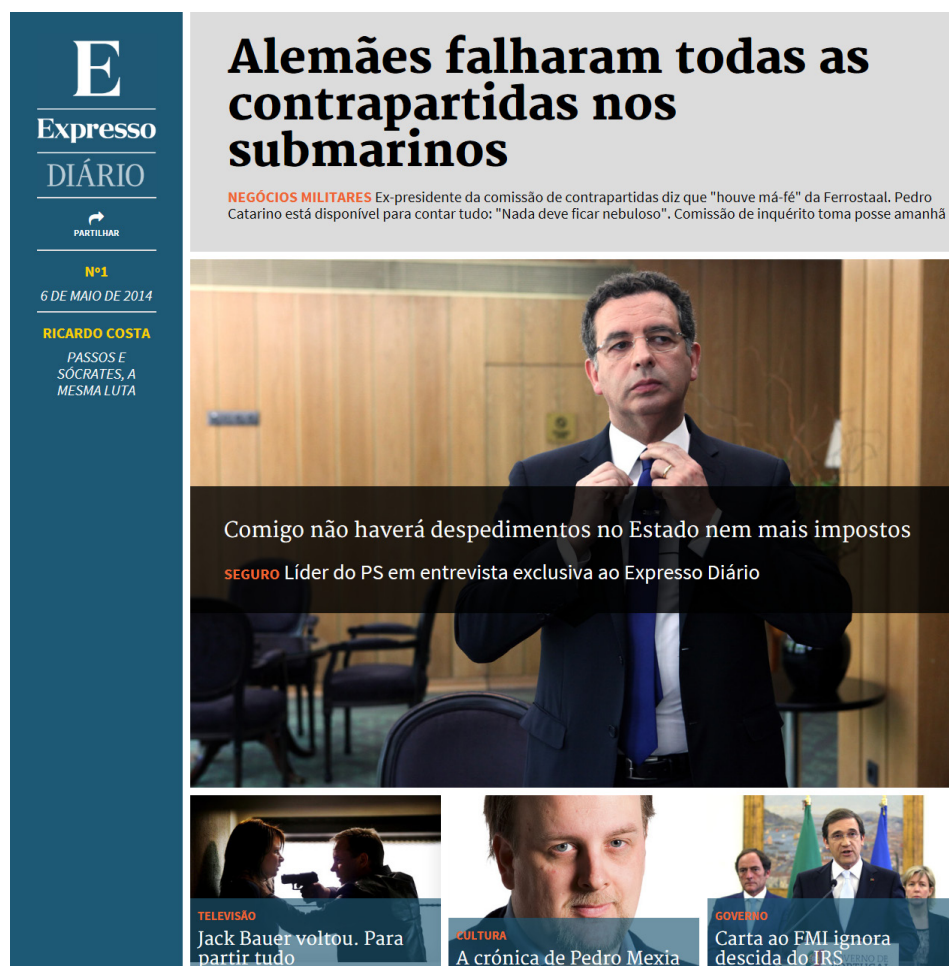 E
Expresso
DIÁRIO
PARTILHAR
Nº1
6 DE MAIO DE 2014
RICARDO COSTA
PASSOS E
SÓCRATES, A
MESMA LUTA
Alemães falharam todas as
contrapartidas nos
submarinos
NEGÓCIOS MILITARES Ex-presidente da comissão de contrapartidas diz que "houve má-fé" da Ferrostaal. Pedro
Catarino está disponível para contar tudo: "Nada deve ficar nebuloso". Comissão de inquérito toma posse amanhã
Comigo não haverá despedimentos no Estado nem mais impostos
SEGURO Líder do PS em entrevista exclusiva ao Expresso Diário
TELEVISÃO
Jack Bauer voltou. Para
partir tudo
CULTURA
A crónica de Pedro Mexia
GOVERNO
Carta ao FMI ignora
descida do IRS